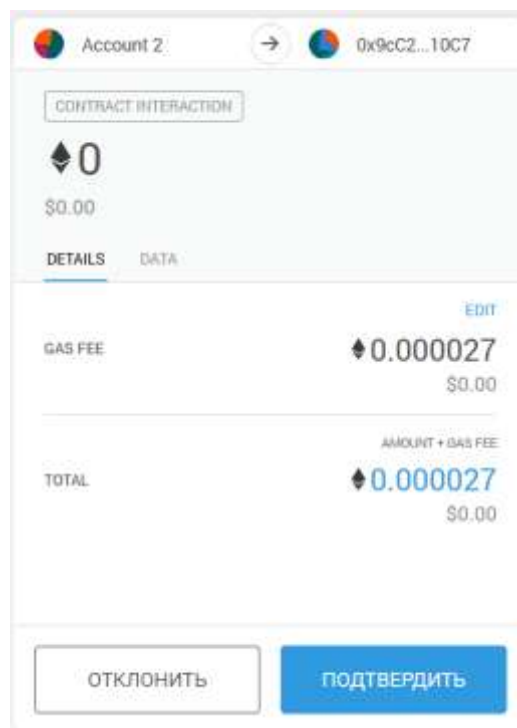 Account 2 0x9cC2...10C7
CONTRACT INTERACTION
0
$0.00
DETAILS DATA
EDIT
GAS FEE 0.000027
$0.00
AMOUNT + GAS FEE
TOTAL 0.000027
$0.00
ОТКЛОНИТЬ ПОДТВЕРДИТЬ